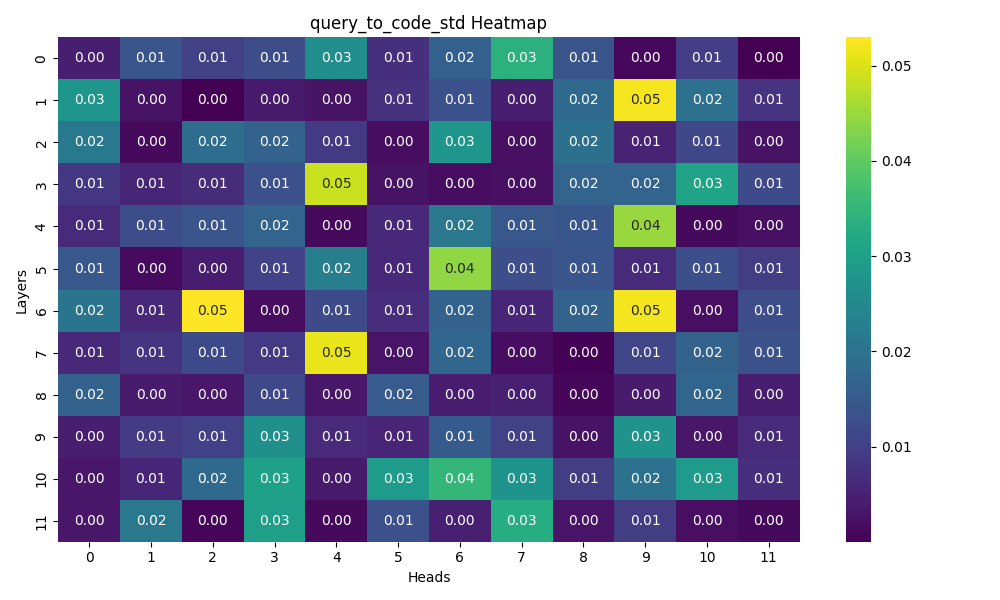 query_to_code_std Heatmap
0 0.00 0.01 0.01 0.01 0.03 0.01 0.02 0.03 0.01 0.00 0.01 0.00
1 0.03 0.00 0.00 0.00 0.00 0.01 0.01 0.00 0.02 0.05 0.02 0.01
2 0.02 0.00 0.02 0.02 0.01 0.00 0.03 0.00 0.02 0.01 0.01 0.00
3 0.01 0.01 0.01 0.01 0.05 0.00 0.00 0.00 0.02 0.02 0.03 0.01
4 0.01 0.01 0.01 0.02 0.00 0.01 0.02 0.01 0.01 0.04 0.00 0.00
5 0.01 0.00 0.00 0.01 0.02 0.01 0.04 0.01 0.01 0.01 0.01 0.01
6 0.02 0.01 0.05 0.00 0.01 0.01 0.02 0.01 0.02 0.05 0.00 0.01
7 0.01 0.01 0.01 0.01 0.05 0.00 0.02 0.00 0.00 0.01 0.02 0.01
8 0.02 0.00 0.00 0.01 0.00 0.02 0.00 0.00 0.00 0.00 0.02 0.00
9 0.00 0.01 0.01 0.03 0.01 0.01 0.01 0.01 0.00 0.03 0.00 0.01
10 0.00 0.01 0.02 0.03 0.00 0.03 0.04 0.03 0.01 0.02 0.03 0.01
11 0.00 0.02 0.00 0.03 0.00 0.01 0.00 0.03 0.00 0.01 0.00 0.00
0 1 2 3 4 5 6 7 8 9 10 11
Heads
Layers
0.05
0.04
0.03
0.02
0.01